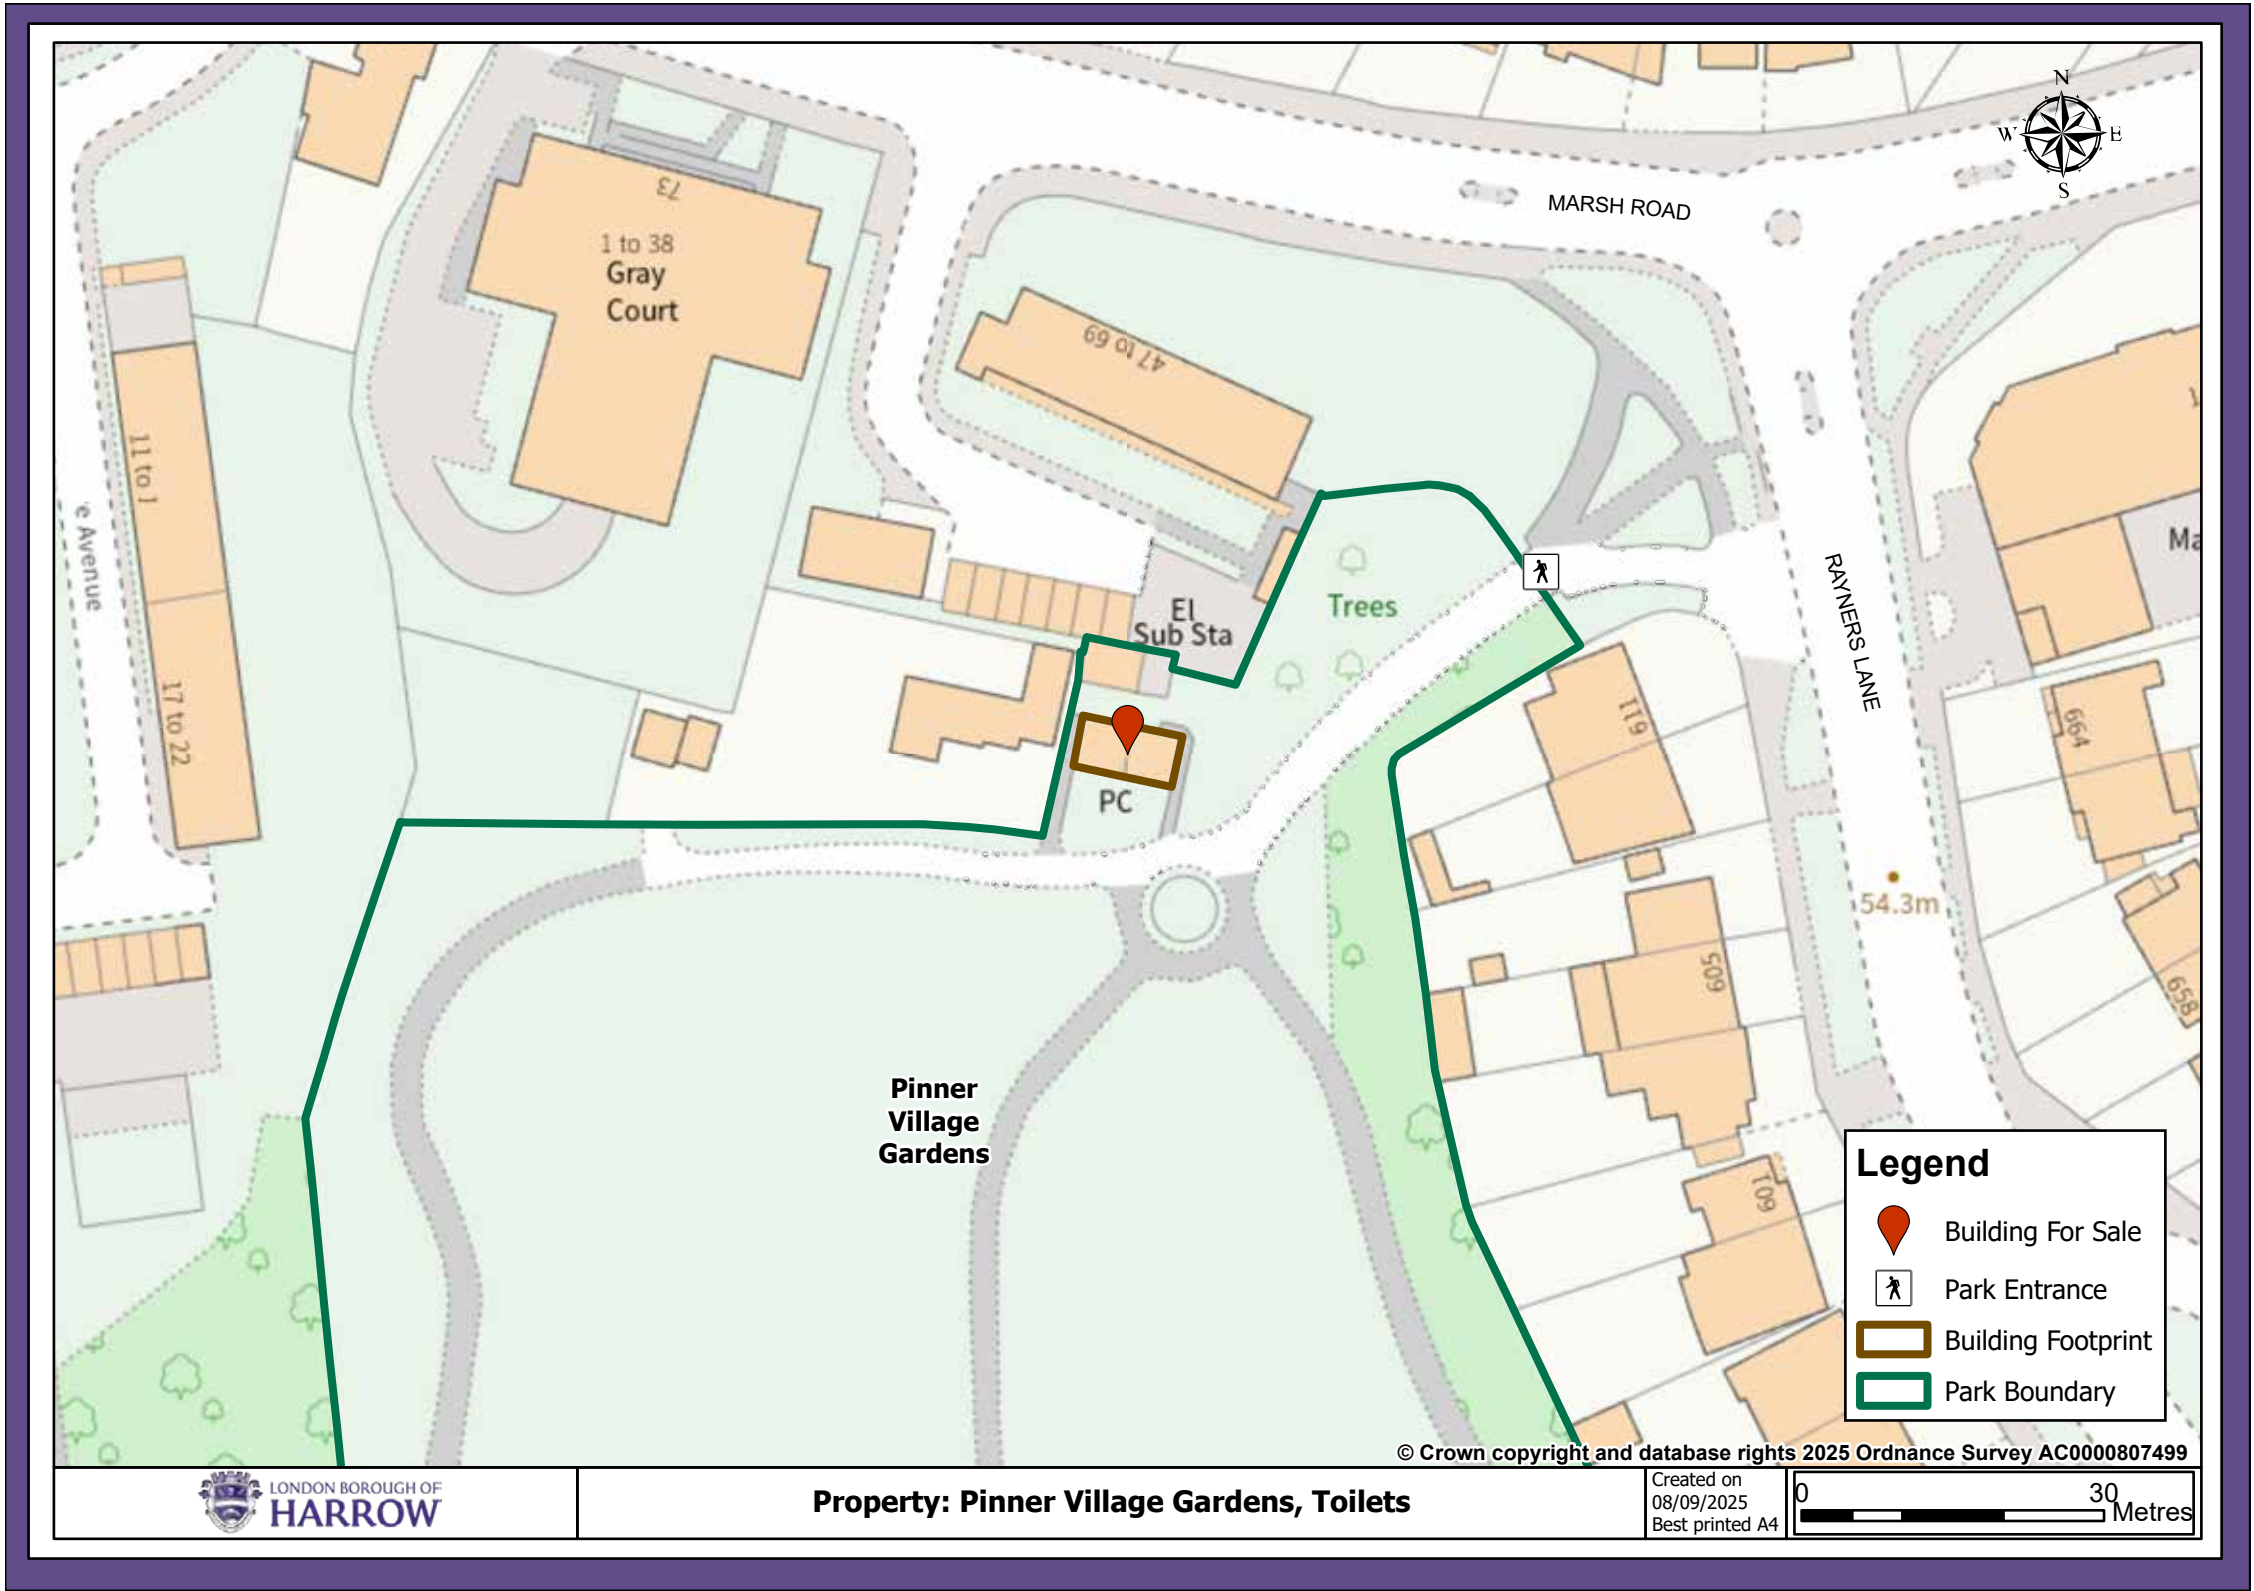 N
W E
S
MARSH ROAD
73
1 to 38
Gray
Court
47 to 69
11 to 1
e Avenue
17 to 22
El
Sub Sta
Trees
PC
RAYNERS LANE
Ma
611
664
54.3m
605
658
601
Pinner
Village
Gardens
Legend
Building For Sale
Park Entrance
Building Footprint
Park Boundary
© Crown copyright and database rights 2025 Ordnance Survey AC0000807499
LONDON BOROUGH OF
HARROW
Property: Pinner Village Gardens, Toilets
Created on
08/09/2025
Best printed A4
0 30
Metres